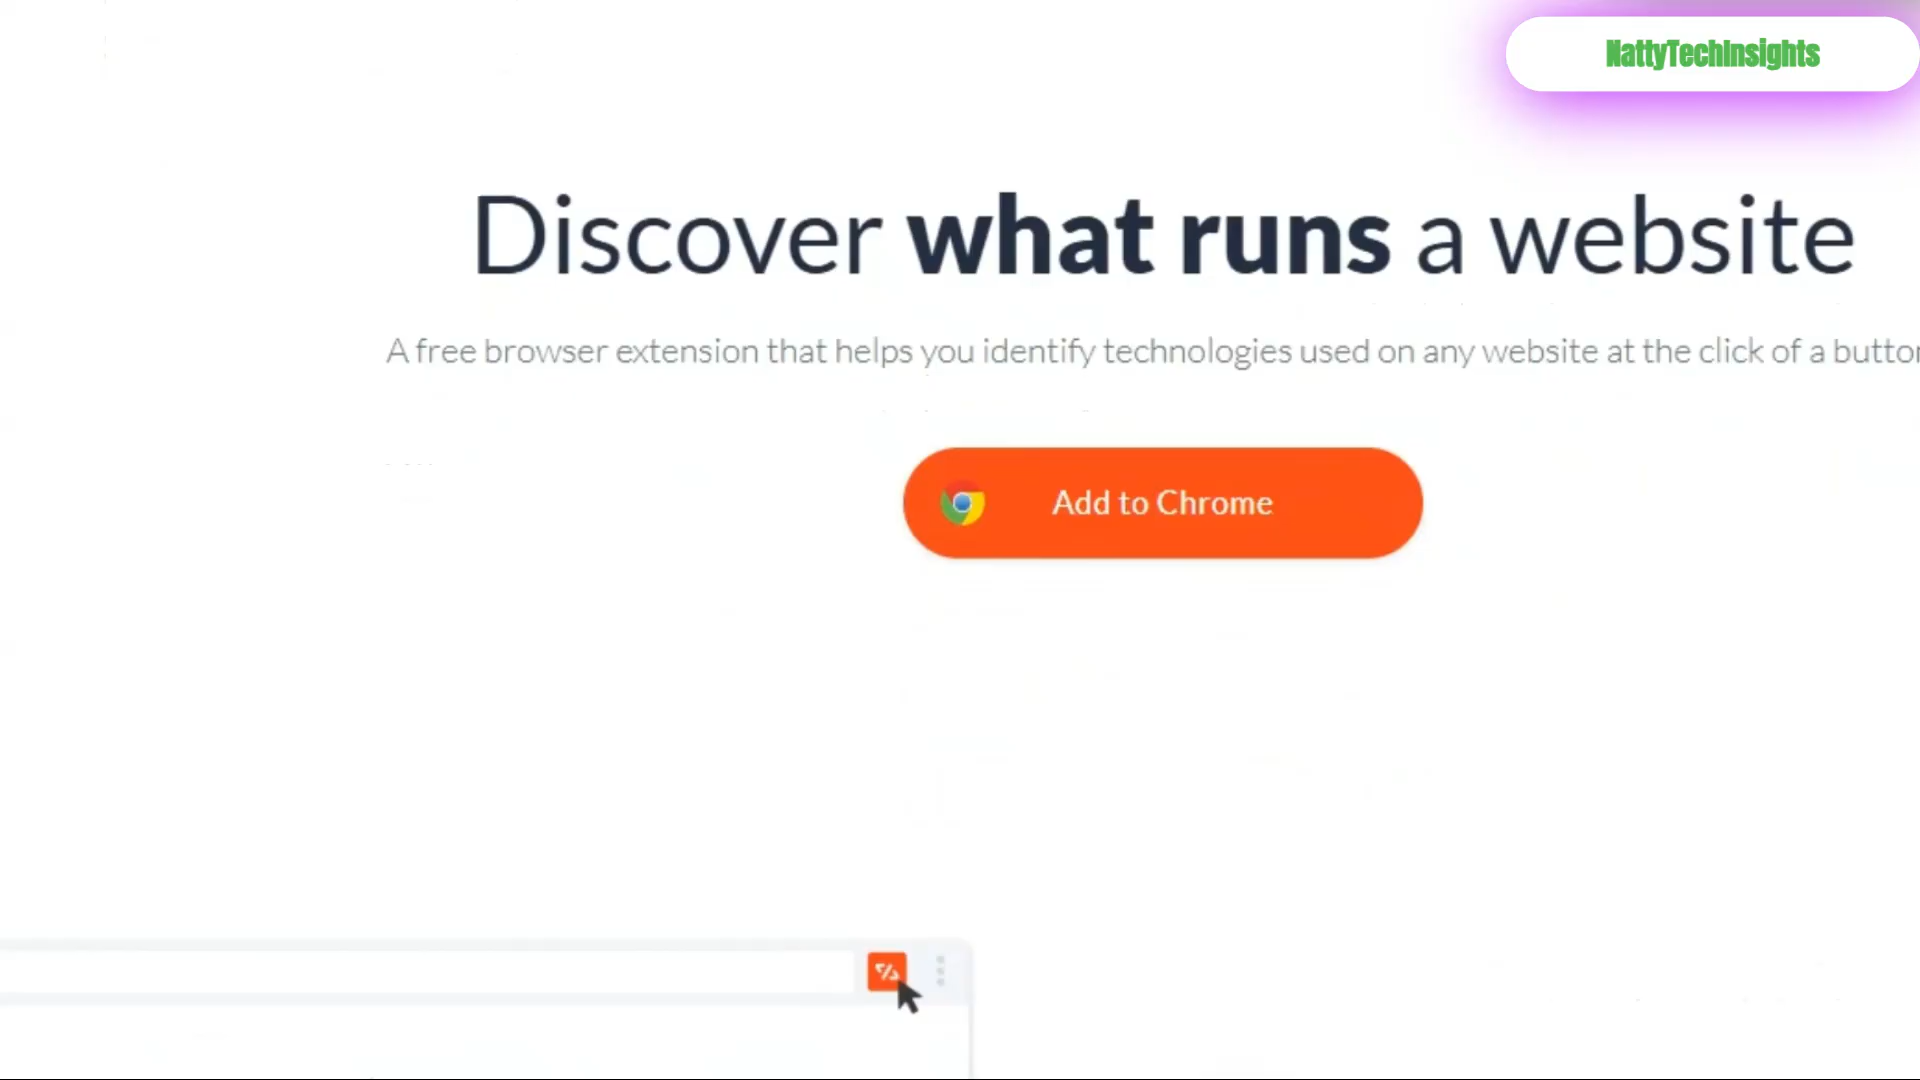 NattyTechInsights
Discover what runs a website
A free browser extension that helps you identify technologies used on any website at the click of a butto
Add to Chrome